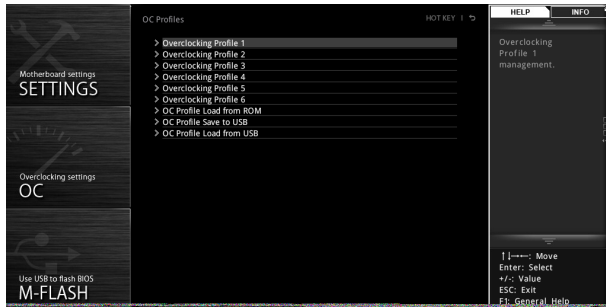 HELP
INFO
OC Profiles
HOT KEY
Overclocking Profile 1
Overclocking Profile 2
Overclocking Profile 3
Overclocking Profile 4
Overclocking Profile 5
Overclocking Profile 6
OC Profile Load from ROM
OC Profile Save to USB
OC Profile Load from USB
Motherboard settings
SETTINGS
Overclocking settings
OC
Use USB to flash BIOS
M-FLASH
Overclocking
Profile 1
management.
↑↓→←: Move
Enter: Select
+/-: Value
ESC: Exit
F1: General Help